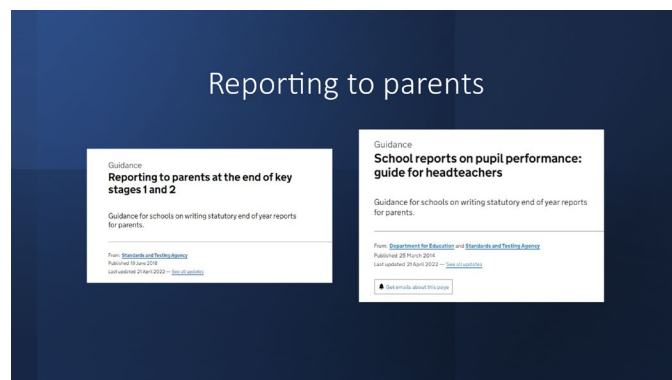 Reporting to parents
Guidance
Reporting to parents at the end of key
stages 1 and 2
Guidance for schools on writing statutory end of year reports
for parents.
From: Standards and Testing Agency
Published 19 June 2018
Last updated 21 April 2022 — See all updates
Guidance
School reports on pupil performance:
guide for headteachers
Guidance for schools on writing statutory end of year reports
for parents.
From: Department for Education and Standards and Testing Agency
Published 25 March 2014
Last updated 21 April 2022 — See all updates
Get emails about this page